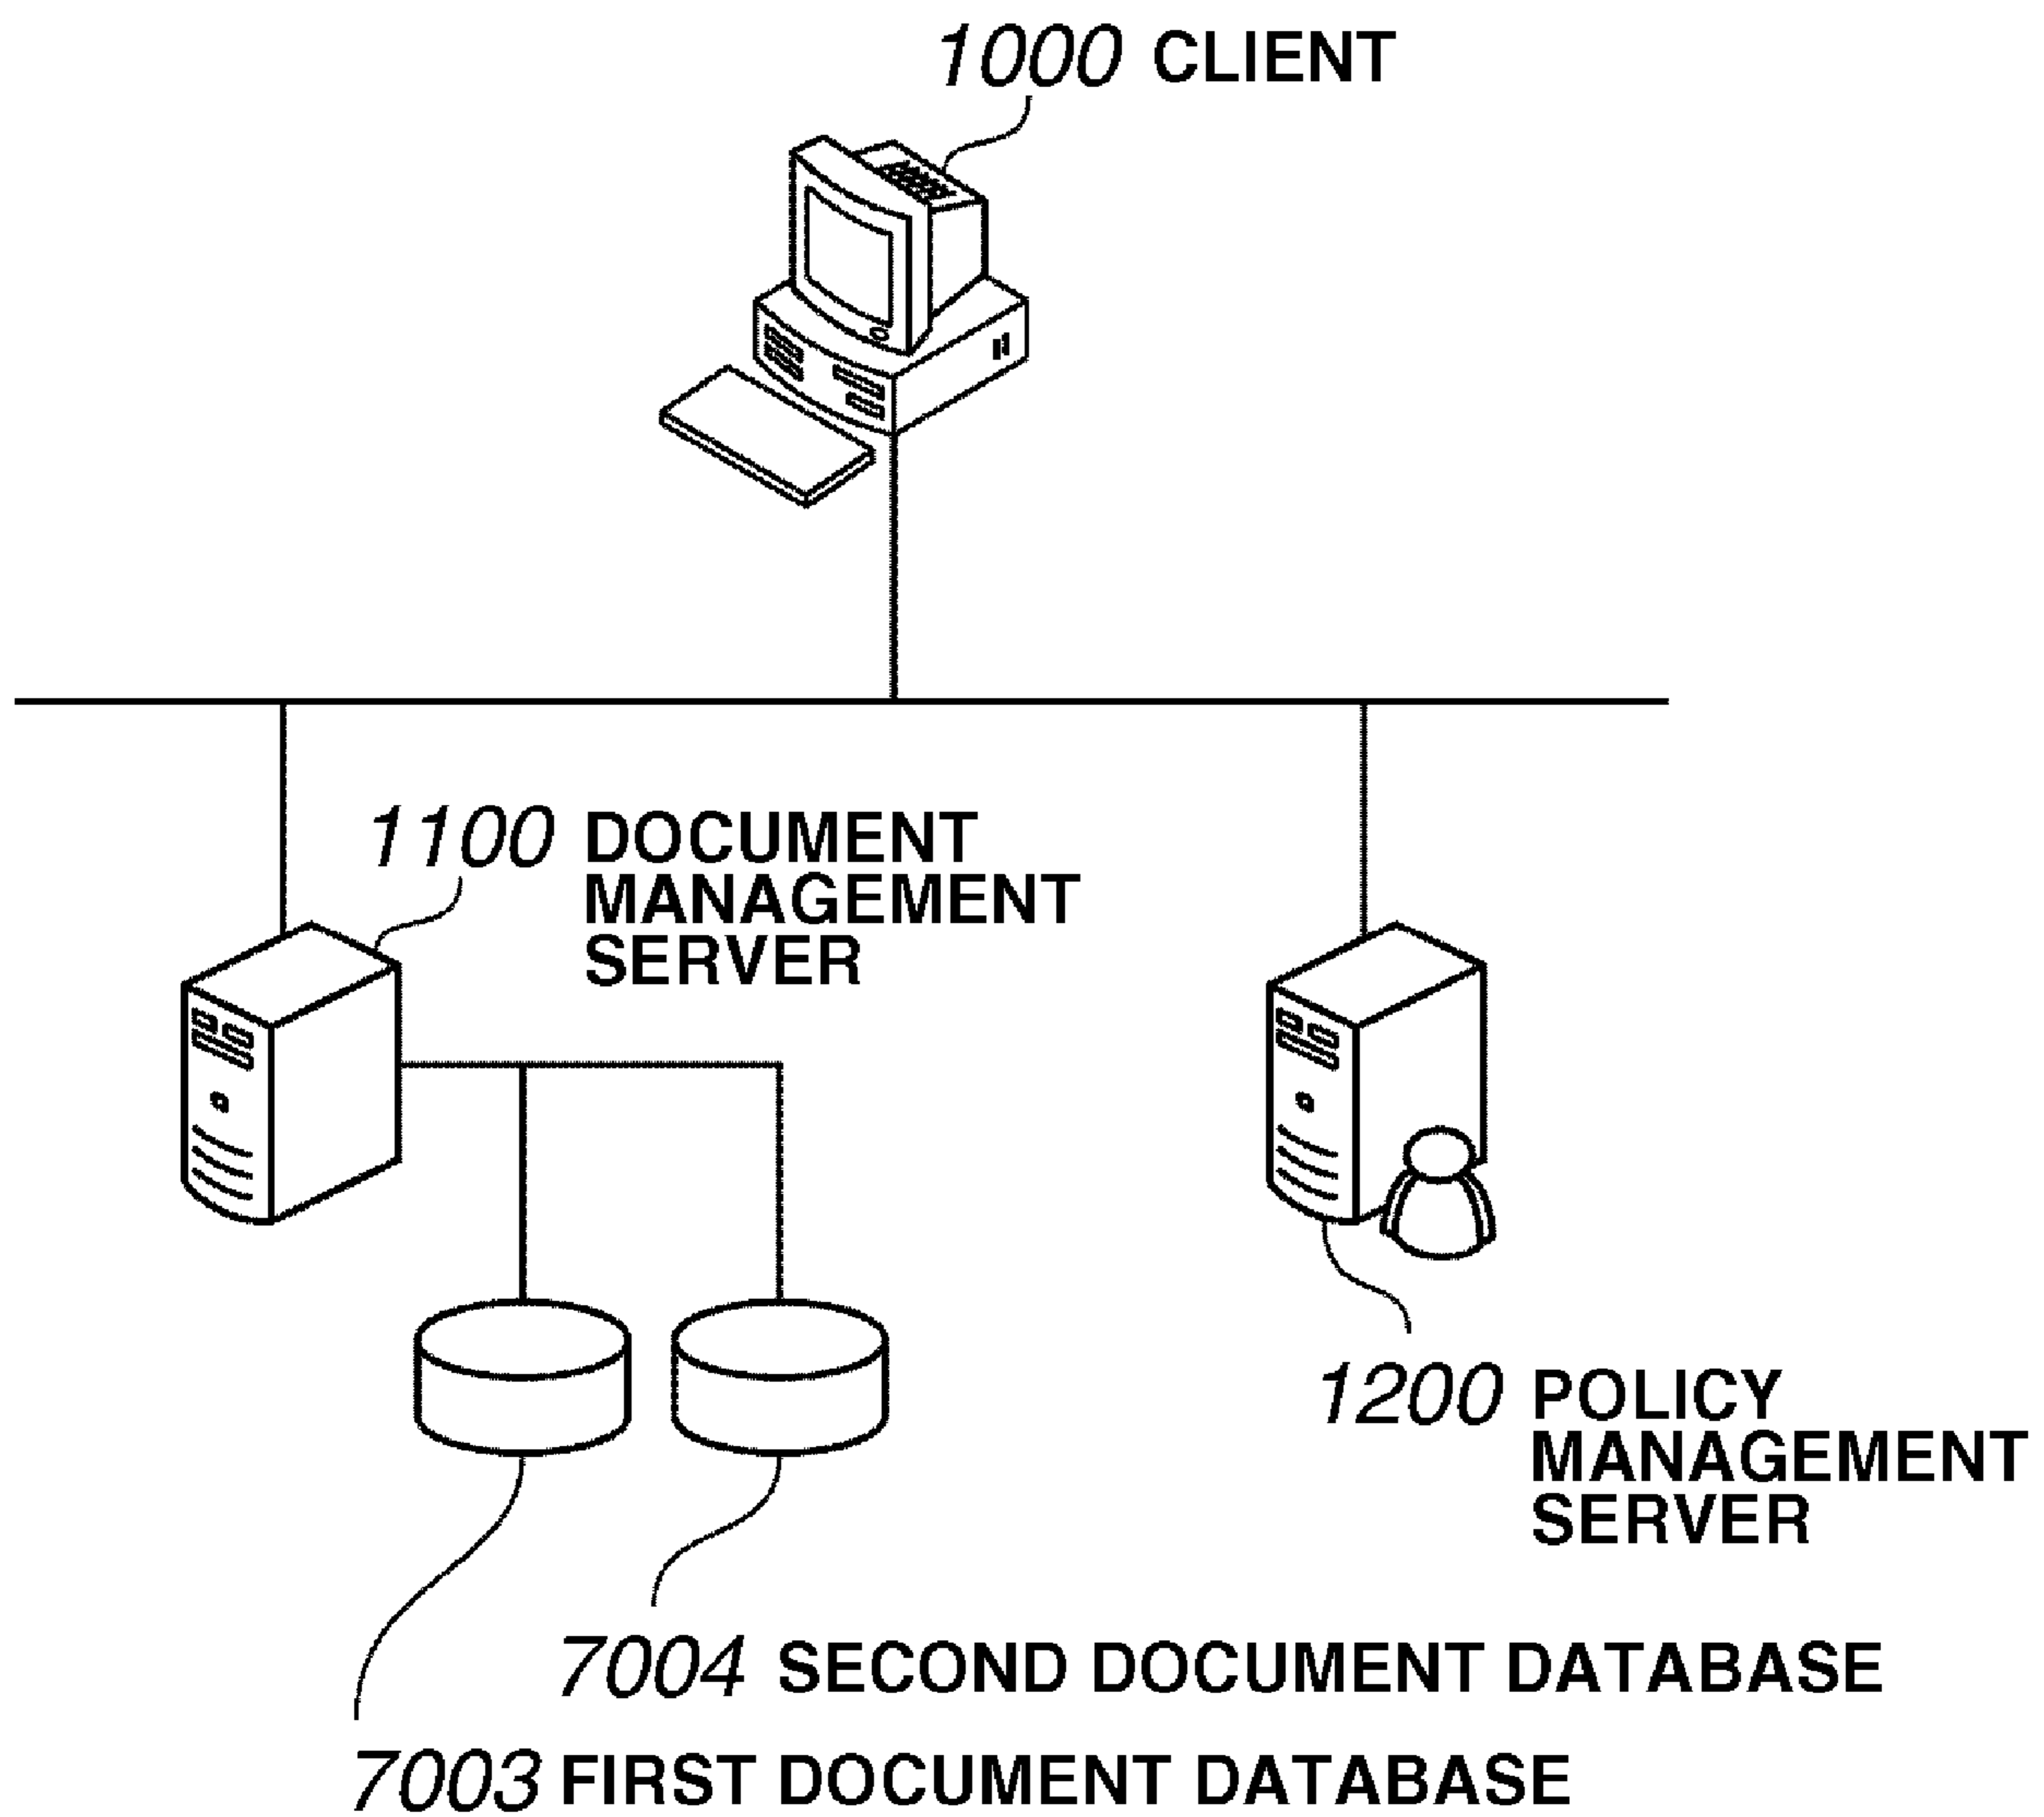 1000 CLIENT
1100 DOCUMENT
MANAGEMENT
SERVER
1200 POLICY
MANAGEMENT
SERVER
7004 SECOND DOCUMENT DATABASE
7003 FIRST DOCUMENT DATABASE